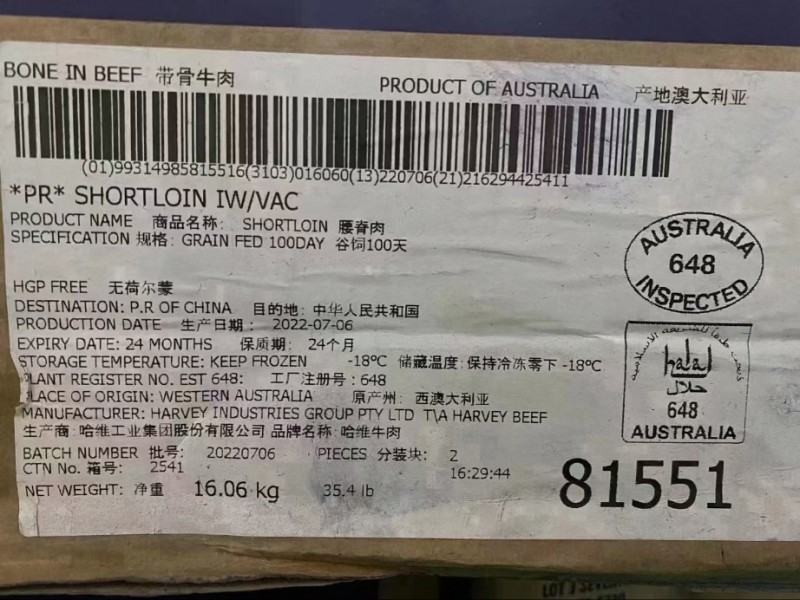 BONE IN BEEF 带骨牛肉
PRODUCT OF AUSTRALIA 产地澳大利亚
(01)99314985815516(3103)016060(13)220706(21)216294425411
*PR* SHORTLOIN IW/VAC
PRODUCT NAME 商品名称: SHORTLOIN 腰脊肉
SPECIFICATION 规格: GRAIN FED 100DAY 谷饲100天
HGP FREE 无荷尔蒙
DESTINATION: P.R OF CHINA 目的地: 中华人民共和国
PRODUCTION DATE 生产日期: 2022-07-06
EXPIRY DATE: 24 MONTHS 保质期: 24个月
STORAGE TEMPERATURE: KEEP FROZEN -18ºC 储藏温度: 保持冷冻零下 -18ºC
PLANT REGISTER NO. EST 648: 工厂注册号: 648
PLACE OF ORIGIN: WESTERN AUSTRALIA 原产州: 西澳大利亚
MANUFACTURER: HARVEY INDUSTRIES GROUP PTY LTD T\A HARVEY BEEF
生产商: 哈维工业集团股份有限公司 品牌名称: 哈维牛肉
BATCH NUMBER 批号: 20220706 PIECES 分装块: 2
CTN No. 箱号: 2541 16:29:44
NET WEIGHT: 净重 16.06 kg 35.4 lb
81551
AUSTRALIA
648
INSPECTED
halal
حلال
648
AUSTRALIA